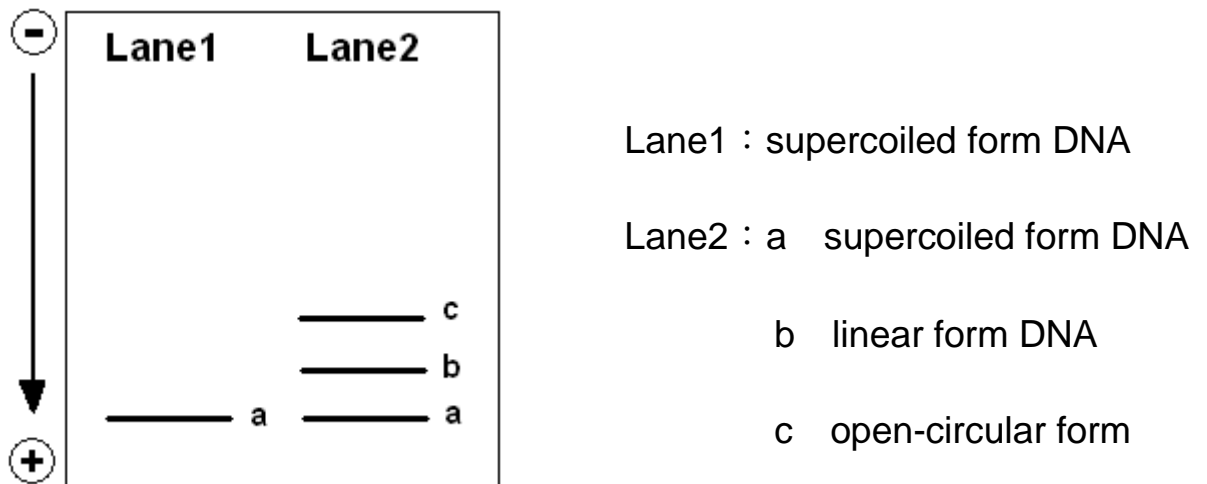 -
Lane1 Lane2
c
b
a a
+
Lane1：supercoiled form DNA
Lane2：a supercoiled form DNA
b linear form DNA
c open-circular form